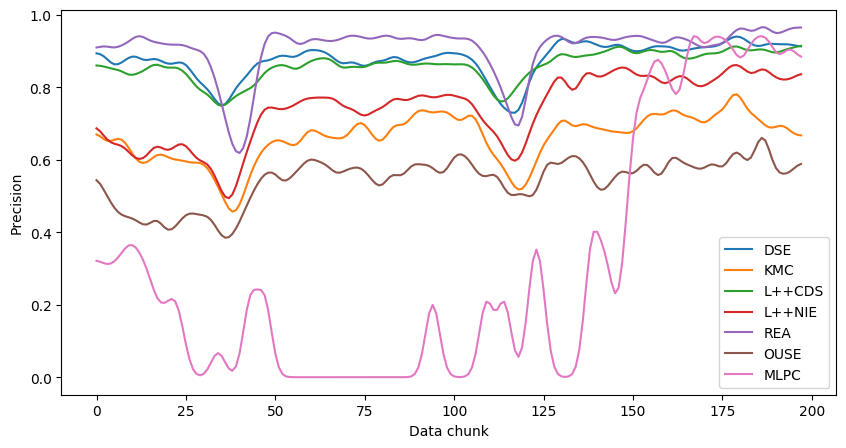 1.0
0.8
0.6
0.4
0.2
0.0
Precision
0
25
50
75
100
125
150
175
200
Data chunk
DSE
KMC
L++CDS
L++NIE
REA
OUSE
MLPC